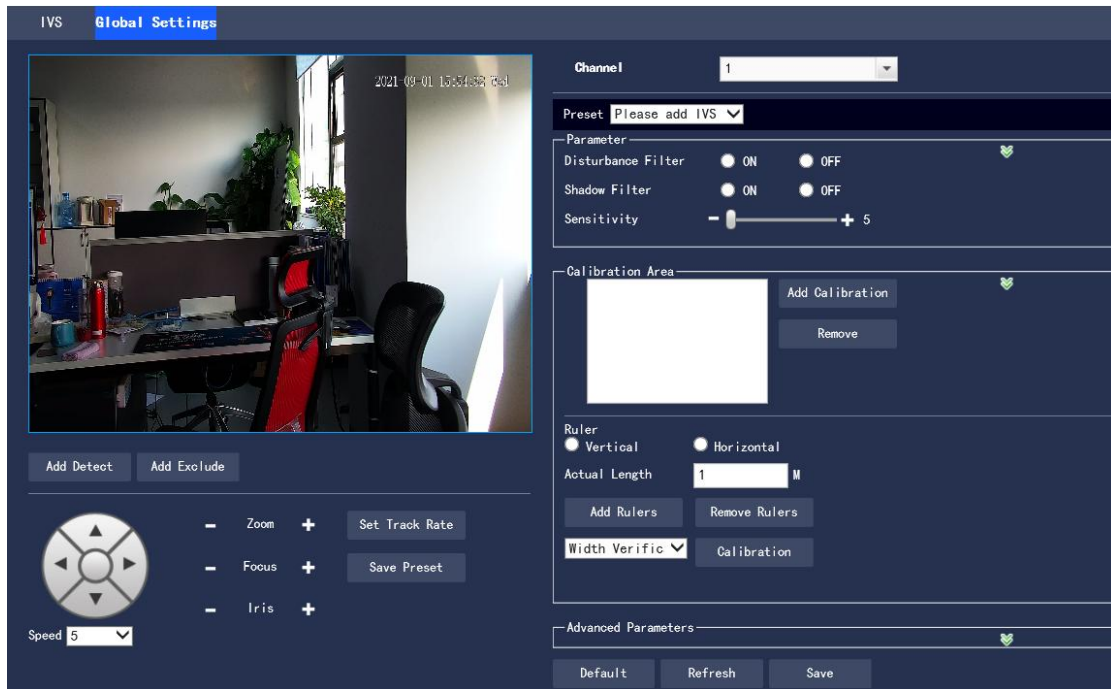 IVS Global Settings
2021-09-01
Channel 1
Preset Please add IVS
Parameter
Disturbance Filter ON OFF
Shadow Filter ON OFF
Sensitivity - + 5
Calibration Area
Add Calibration
Remove
Ruler
Vertical Horizontal
Actual Length 1 M
Add Rulers Remove Rulers
Width Verific Calibration
Advanced Parameters
Default Refresh Save
Add Detect Add Exclude
- Zoom + Set Track Rate
- Focus + Save Preset
- Iris +
Speed 5